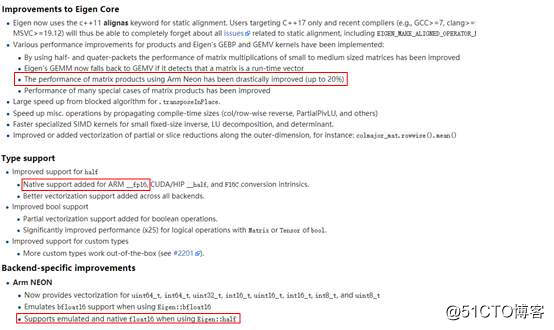 Improvements to Eigen Core
Eigen now uses the c++11 alignas keyword for static alignment. Users targeting C++17 only and recent compilers (e.g., GCC>=7, clang>=
MSVC>=19.12) will thus be able to completely forget about all issues related to static alignment, including EIGEN_MAKE_ALIGNED_OPERATOR_
Various performance improvements for products and Eigen's GEBP and GEMV kernels have been implemented:
By using half- and quater-packets the performance of matrix multiplications of small to medium sized matrices has been improved
Eigen's GEMM now falls back to GEMV if it detects that a matrix is a run-time vector
The performance of matrix products using Arm Neon has been drastically improved (up to 20%)
Performance of many special cases of matrix products has been improved
Large speed up from blocked algorithm for .transposeInPlace.
Speed up misc. operations by propagating compile-time sizes (col/row-wise reverse, PartialPivLU, and others)
Faster specialized SIMD kernels for small fixed-size inverse, LU decomposition, and determinant.
Improved or added vectorization of partial or slice reductions along the outer-dimension, for instance: colmajor_mat.rowwise().mean()
Type support
Improved support for half
Native support added for ARM __fp16, CUDA/HIP __half, and F16C conversion intrinsics.
Better vectorization support added across all backends.
Improved bool support
Partial vectorization support added for boolean operations.
Significantly improved performance (x25) for logical operations with Matrix or Tensor of bool.
Improved support for custom types
More custom types work out-of-the-box (see #2201).
Backend-specific improvements
Arm NEON
Now provides vectorization for uint64_t, int64_t, uint32_t, int16_t, uint16_t, int16_t, int8_t, and uint8_t
Emulates bfloat16 support when using Eigen::bfloat16
Supports emulated and native float16 when using Eigen::half
@51CTO博客